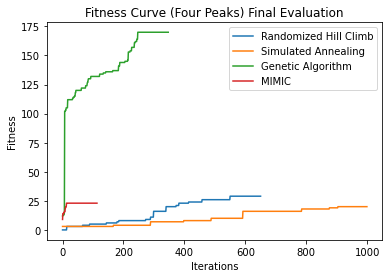 Fitness Curve (Four Peaks) Final Evaluation
Randomized Hill Climb
Simulated Annealing
Genetic Algorithm
MIMIC
175
150
125
100
75
50
25
0
Fitness
0 200 400 600 800 1000
Iterations